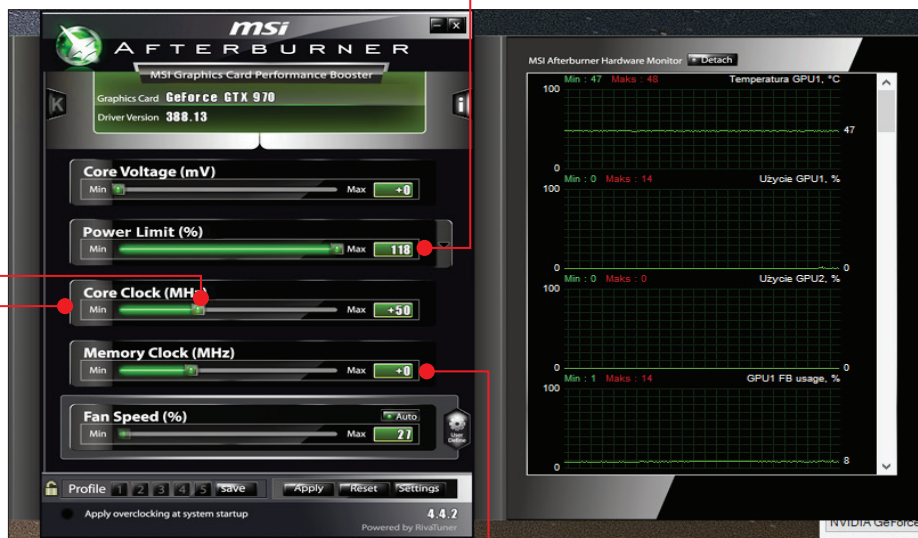 msi
AFTERBURNER
MSI Graphics Card Performance Booster
K
Graphics Card GeForce GTX 970
i
Driver Version 388.13
Core Voltage (mV)
Min Max +0
Power Limit (%)
Min Max 118
Core Clock (MHz)
Min Max +50
Memory Clock (MHz)
Min Max +0
Fan Speed (%)
Auto
Min Max 27
User Define
Profile 1 2 3 4 5 Save Apply Reset Settings
Apply overclocking at system startup 4.4.2
Powered by RivaTuner
MSI Afterburner Hardware Monitor Detach
Min : 47 Maks : 48 Temperatura GPU1, °C
100
47
0
Min : 0 Maks : 14 Użycie GPU1, %
100
0 0
Min : 0 Maks : 0 Użycie GPU2, %
100
0 0
Min : 1 Maks : 14 GPU1 FB usage, %
100
8
0
NVIDIA GeForce